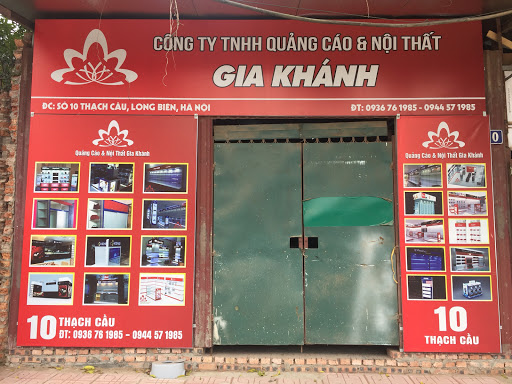 CÔNG TY TNHH QUẢNG CÁO & NỘI THẤT
GIA KHÁNH
ĐC: SỐ 10 THẠCH CẦU, LONG BIÊN, HÀ NỘI
ĐT: 0936 76 1985 - 0944 57 1985
Quảng Cáo & Nội Thất Gia Khánh
10 THẠCH CẦU
ĐT: 0936 76 1985 - 0944 57 1985
Quảng Cáo & Nội Thất Gia Khánh
10
THẠCH CẦU